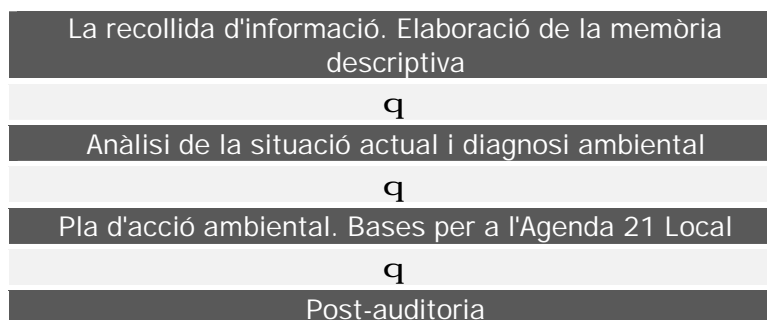 La recollida d'informació. Elaboració de la memòria
descriptiva
q
Anàlisi de la situació actual i diagnosi ambiental
q
Pla d'acció ambiental. Bases per a l'Agenda 21 Local
q
Post-auditoria